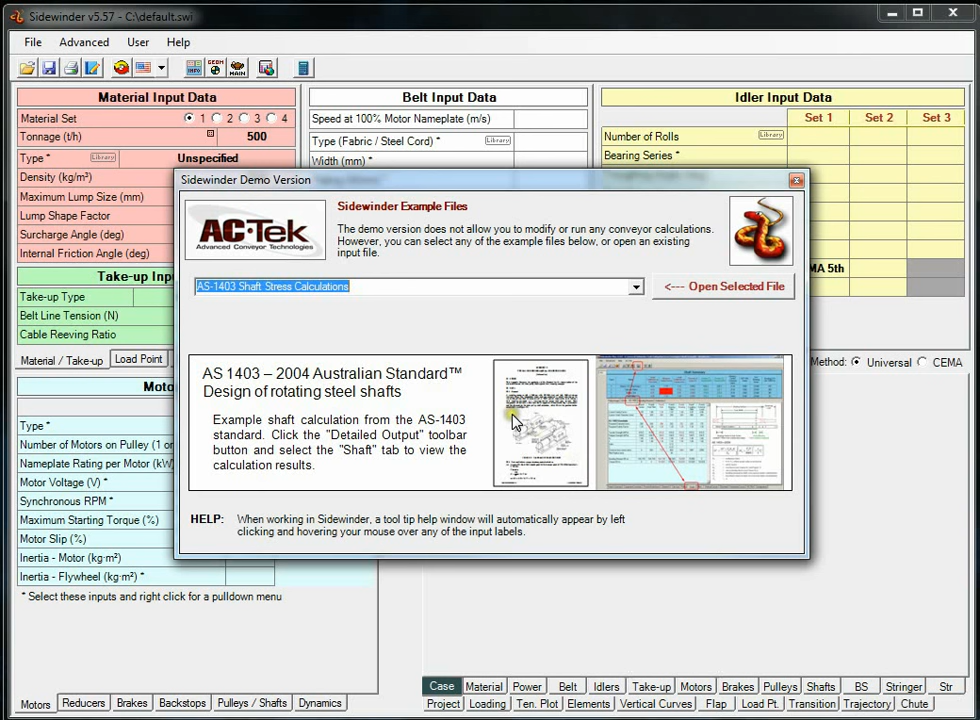 Sidewinder v5.57 - C:\default.swi
File Advanced User Help
Material Input Data
Material Set 1 2 3 4
Tonnage (t/h) 500
Type * Library Unspecified
Density (kg/m³)
Maximum Lump Size (mm)
Lump Shape Factor
Surcharge Angle (deg)
Internal Friction Angle (deg)
Take-up Inp
Take-up Type
Belt Line Tension (N)
Cable Reeving Ratio
Material / Take-up Load Point
Belt Input Data
Speed at 100% Motor Nameplate (m/s)
Type (Fabric / Steel Cord) * Library
Width (mm) *
Idler Input Data
Set 1 Set 2 Set 3
Number of Rolls Library
Bearing Series *
MA 5th
Method: Universal CEMA
Sidewinder Demo Version
AC-Tek
Advanced Conveyor Technologies
Sidewinder Example Files
The demo version does not allow you to modify or run any conveyor calculations.
However, you can select any of the example files below, or open an existing
input file.
AS-1403 Shaft Stress Calculations
<--- Open Selected File
AS 1403 – 2004 Australian Standard™
Design of rotating steel shafts
Example shaft calculation from the AS-1403
standard. Click the "Detailed Output" toolbar
button and select the "Shaft" tab to view the
calculation results.
HELP: When working in Sidewinder, a tool tip help window will automatically appear by left
clicking and hovering your mouse over any of the input labels.
Moto
Type *
Number of Motors on Pulley (1 or
Nameplate Rating per Motor (kW
Motor Voltage (V) *
Synchronous RPM *
Maximum Starting Torque (%)
Motor Slip (%)
Inertia - Motor (kg·m²)
Inertia - Flywheel (kg·m²) *
* Select these inputs and right click for a pulldown menu
Motors Reducers Brakes Backstops Pulleys / Shafts Dynamics
Case Material Power Belt Idlers Take-up Motors Brakes Pulleys Shafts BS Stringer Str
Project Loading Ten. Plot Elements Vertical Curves Flap Load Pt. Transition Trajectory Chute